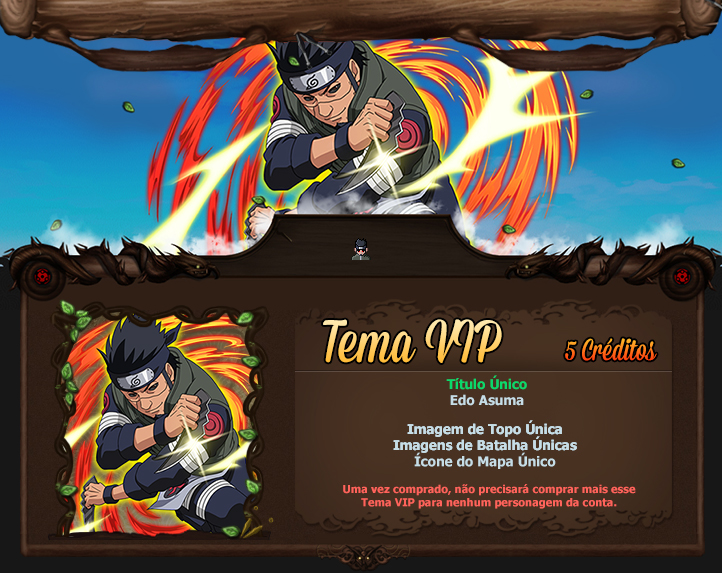 Tema VIP
5 Créditos
Título Único
Edo Asuma
Imagem de Topo Única
Imagens de Batalha Únicas
Ícone do Mapa Único
Uma vez comprado, não precisará comprar mais esse
Tema VIP para nenhum personagem da conta.